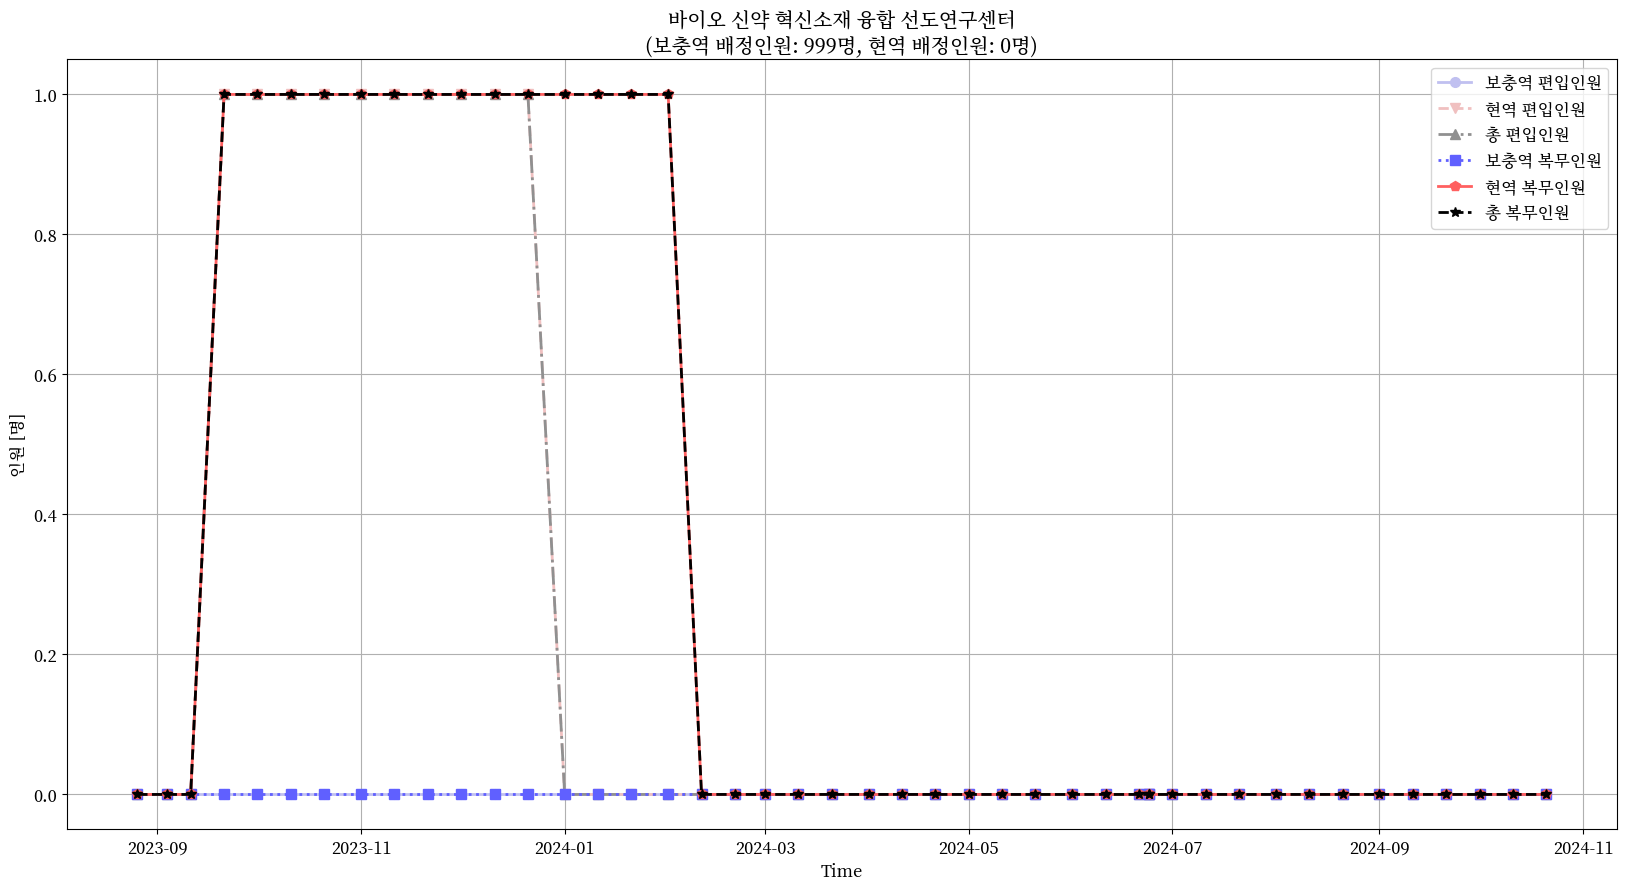 바이오 신약 혁신소재 융합 선도연구센터
(보충역 배정인원: 999명, 현역 배정인원: 0명)
보충역 편입인원
현역 편입인원
총 편입인원
보충역 복무인원
현역 복무인원
총 복무인원
인원 [명]
1.0
0.8
0.6
0.4
0.2
0.0
2023-09 2023-11 2024-01 2024-03 2024-05 2024-07 2024-09 2024-11
Time